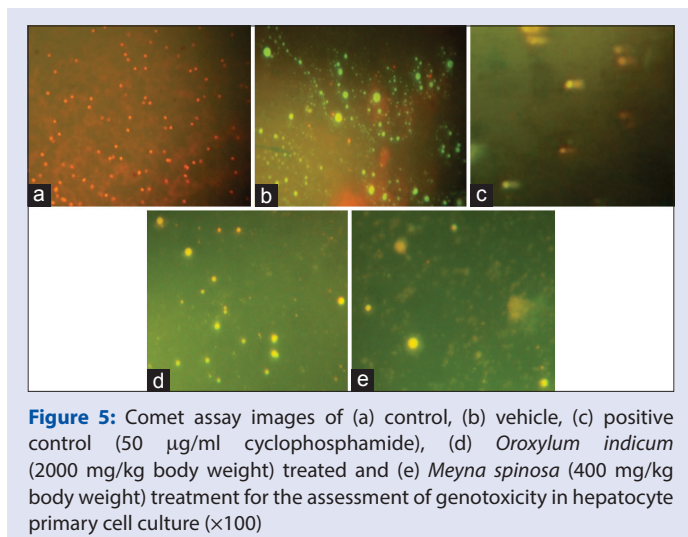 a
b
c
d
e
Figure 5: Comet assay images of (a) control, (b) vehicle, (c) positive
control (50 µg/ml cyclophosphamide), (d) Oroxylum indicum
(2000 mg/kg body weight) treated and (e) Meyna spinosa (400 mg/kg
body weight) treatment for the assessment of genotoxicity in hepatocyte
primary cell culture (×100)